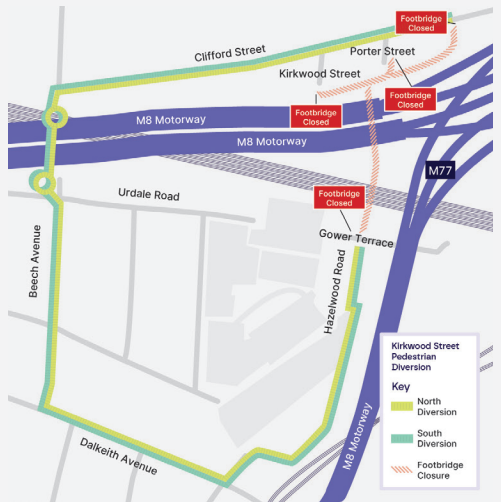 Footbridge
Closed
Clifford Street
Porter Street
Kirkwood Street
Footbridge
Closed
Footbridge
Closed
M8 Motorway
M8 Motorway
M77
Footbridge
Closed
Urdale Road
Gower Terrace
Beech Avenue
Hazelwood Road
M8 Motorway
Dalkeith Avenue
Kirkwood Street
Pedestrian
Diversion
Key
North
Diversion
South
Diversion
Footbridge
Closure